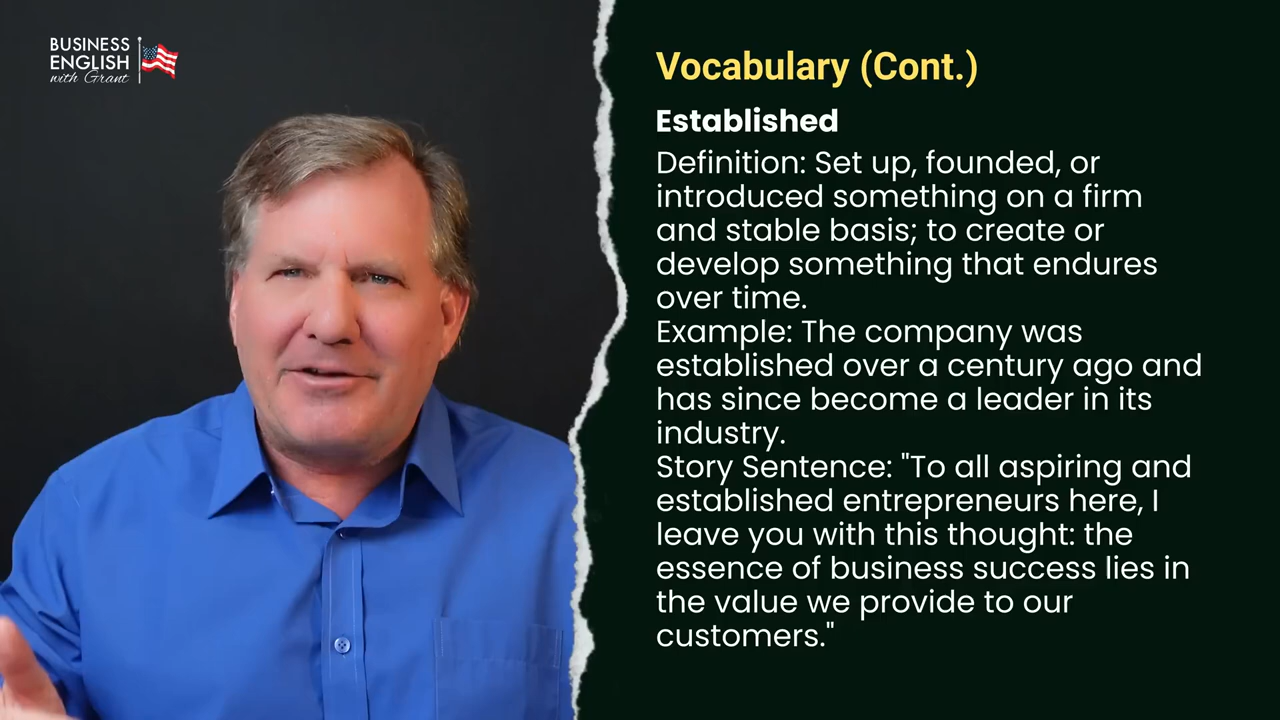 BUSINESS
ENGLISH
with Grant
Vocabulary (Cont.)
Established
Definition: Set up, founded, or
introduced something on a firm
and stable basis; to create or
develop something that endures
over time.
Example: The company was
established over a century ago and
has since become a leader in its
industry.
Story Sentence: "To all aspiring and
established entrepreneurs here, I
leave you with this thought: the
essence of business success lies in
the value we provide to our
customers."